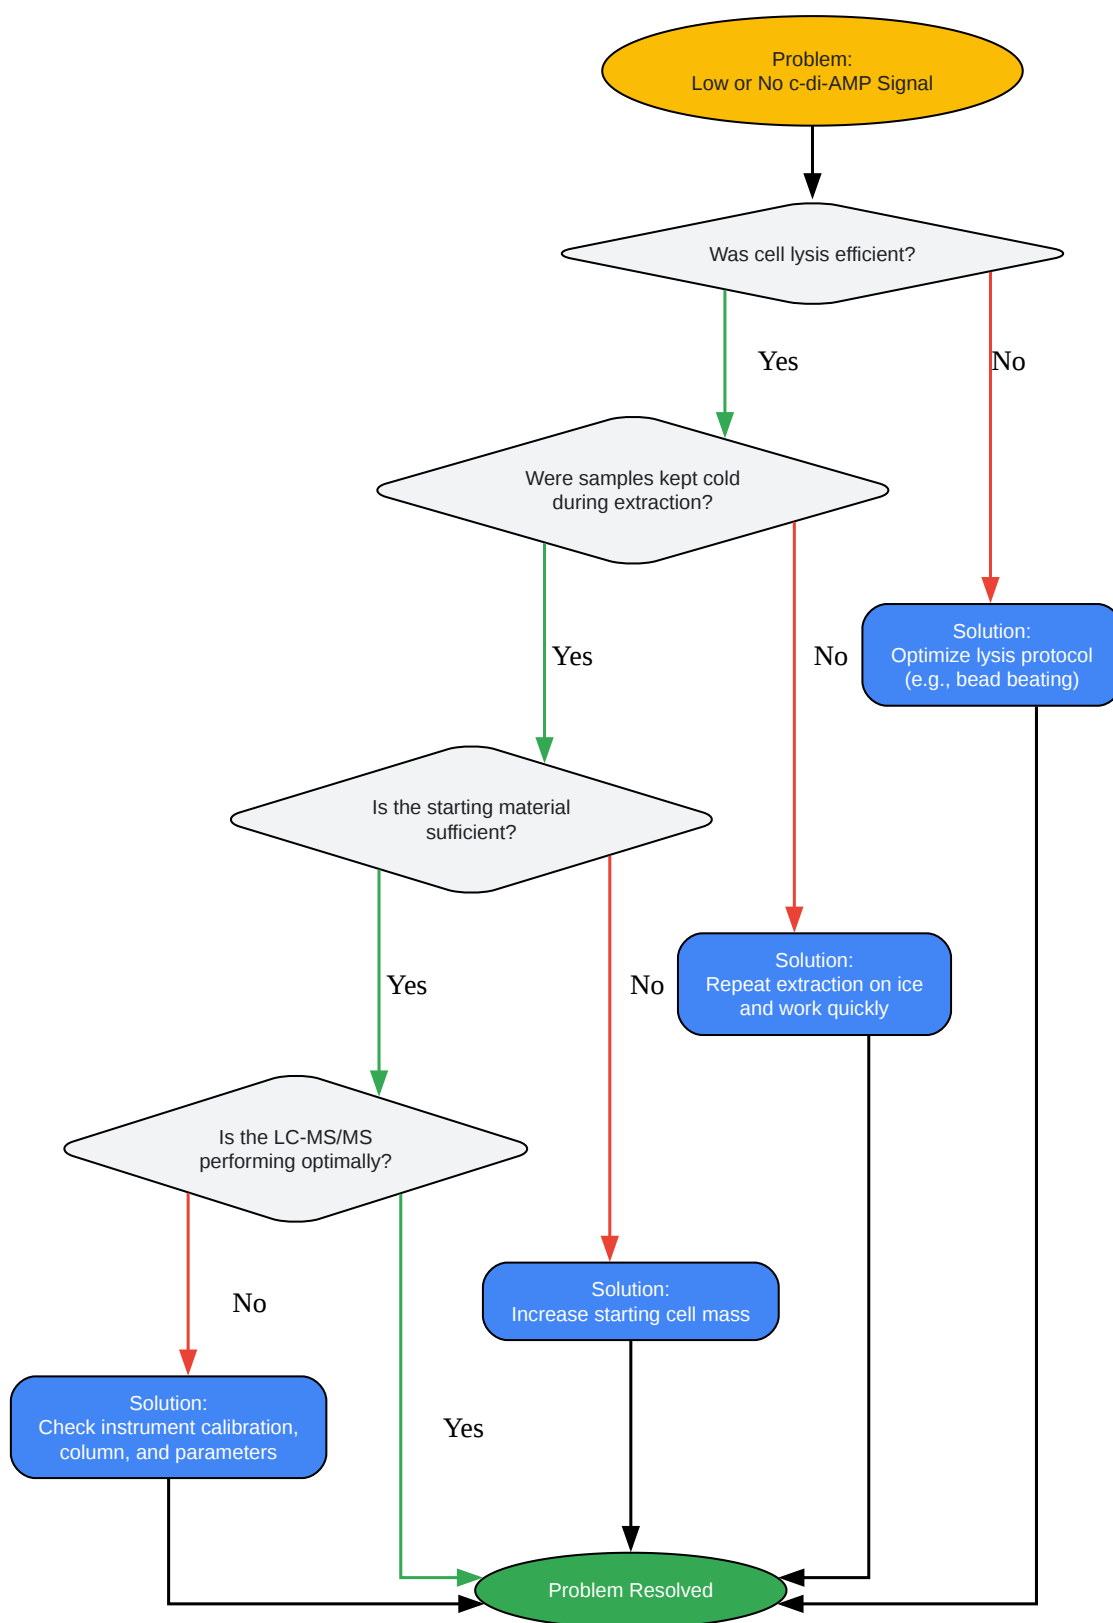 Problem:
Low or No c-di-AMP Signal
Was cell lysis efficient?
Yes
No
Were samples kept cold
during extraction?
Yes
No
Solution:
Optimize lysis protocol
(e.g., bead beating)
Is the starting material
sufficient?
Yes
No
Solution:
Repeat extraction on ice
and work quickly
Is the LC-MS/MS
performing optimally?
No
Yes
Solution:
Increase starting cell mass
Solution:
Check instrument calibration,
column, and parameters
Problem Resolved